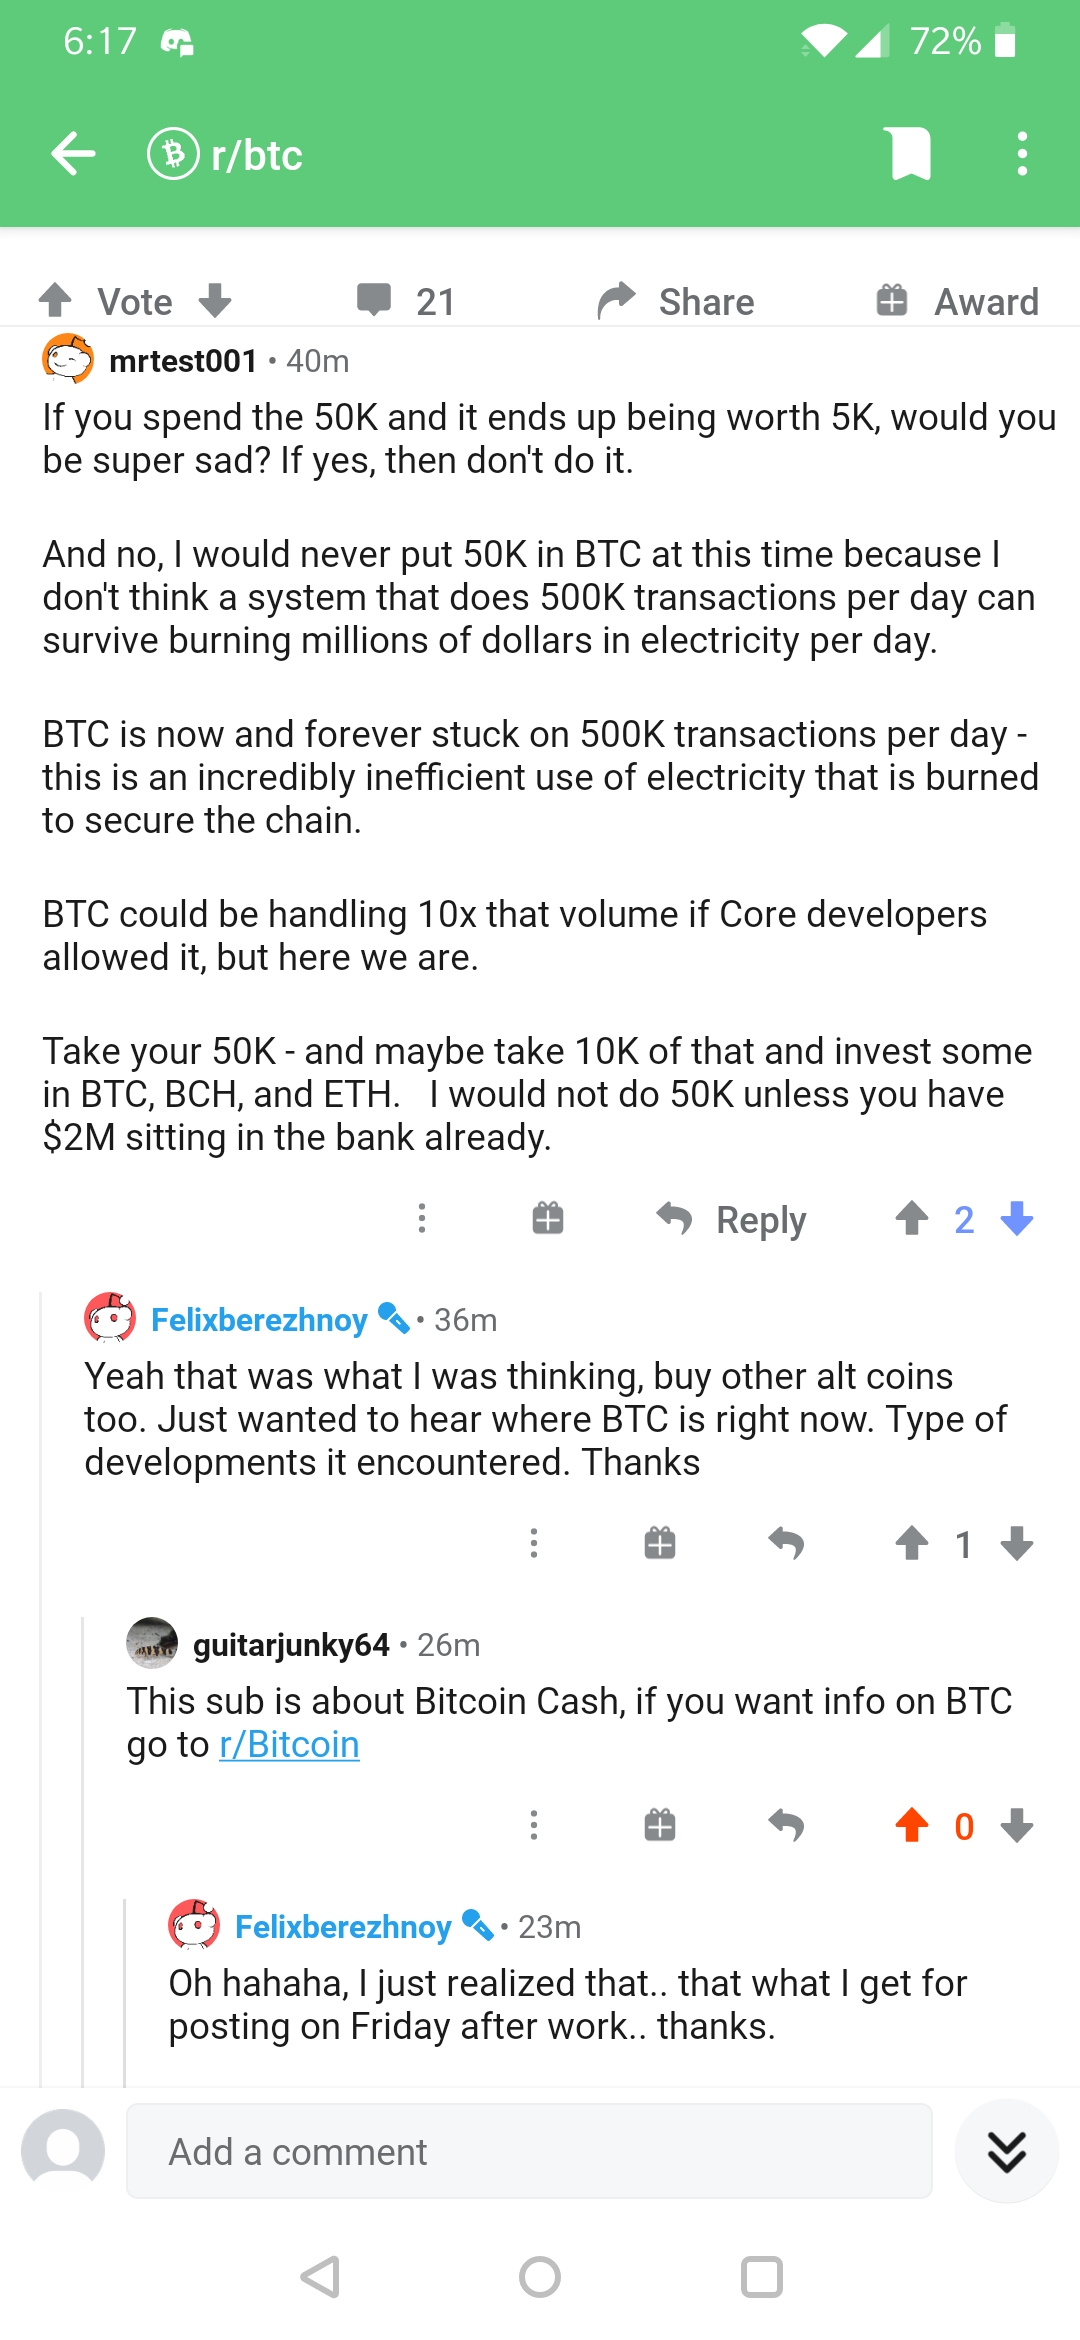 6:17
72%
r/btc
Vote
21
Share
Award
mrtest001 • 40m
If you spend the 50K and it ends up being worth 5K, would you
be super sad? If yes, then don't do it.
And no, I would never put 50K in BTC at this time because I
don't think a system that does 500K transactions per day can
survive burning millions of dollars in electricity per day.
BTC is now and forever stuck on 500K transactions per day -
this is an incredibly inefficient use of electricity that is burned
to secure the chain.
BTC could be handling 10x that volume if Core developers
allowed it, but here we are.
Take your 50K - and maybe take 10K of that and invest some
in BTC, BCH, and ETH.   I would not do 50K unless you have
$2M sitting in the bank already.
Reply
2
Felixberezhnoy • 36m
Yeah that was what I was thinking, buy other alt coins
too. Just wanted to hear where BTC is right now. Type of
developments it encountered. Thanks
1
guitarjunky64 • 26m
This sub is about Bitcoin Cash, if you want info on BTC
go to r/Bitcoin
0
Felixberezhnoy • 23m
Oh hahaha, I just realized that.. that what I get for
posting on Friday after work.. thanks.
Add a comment